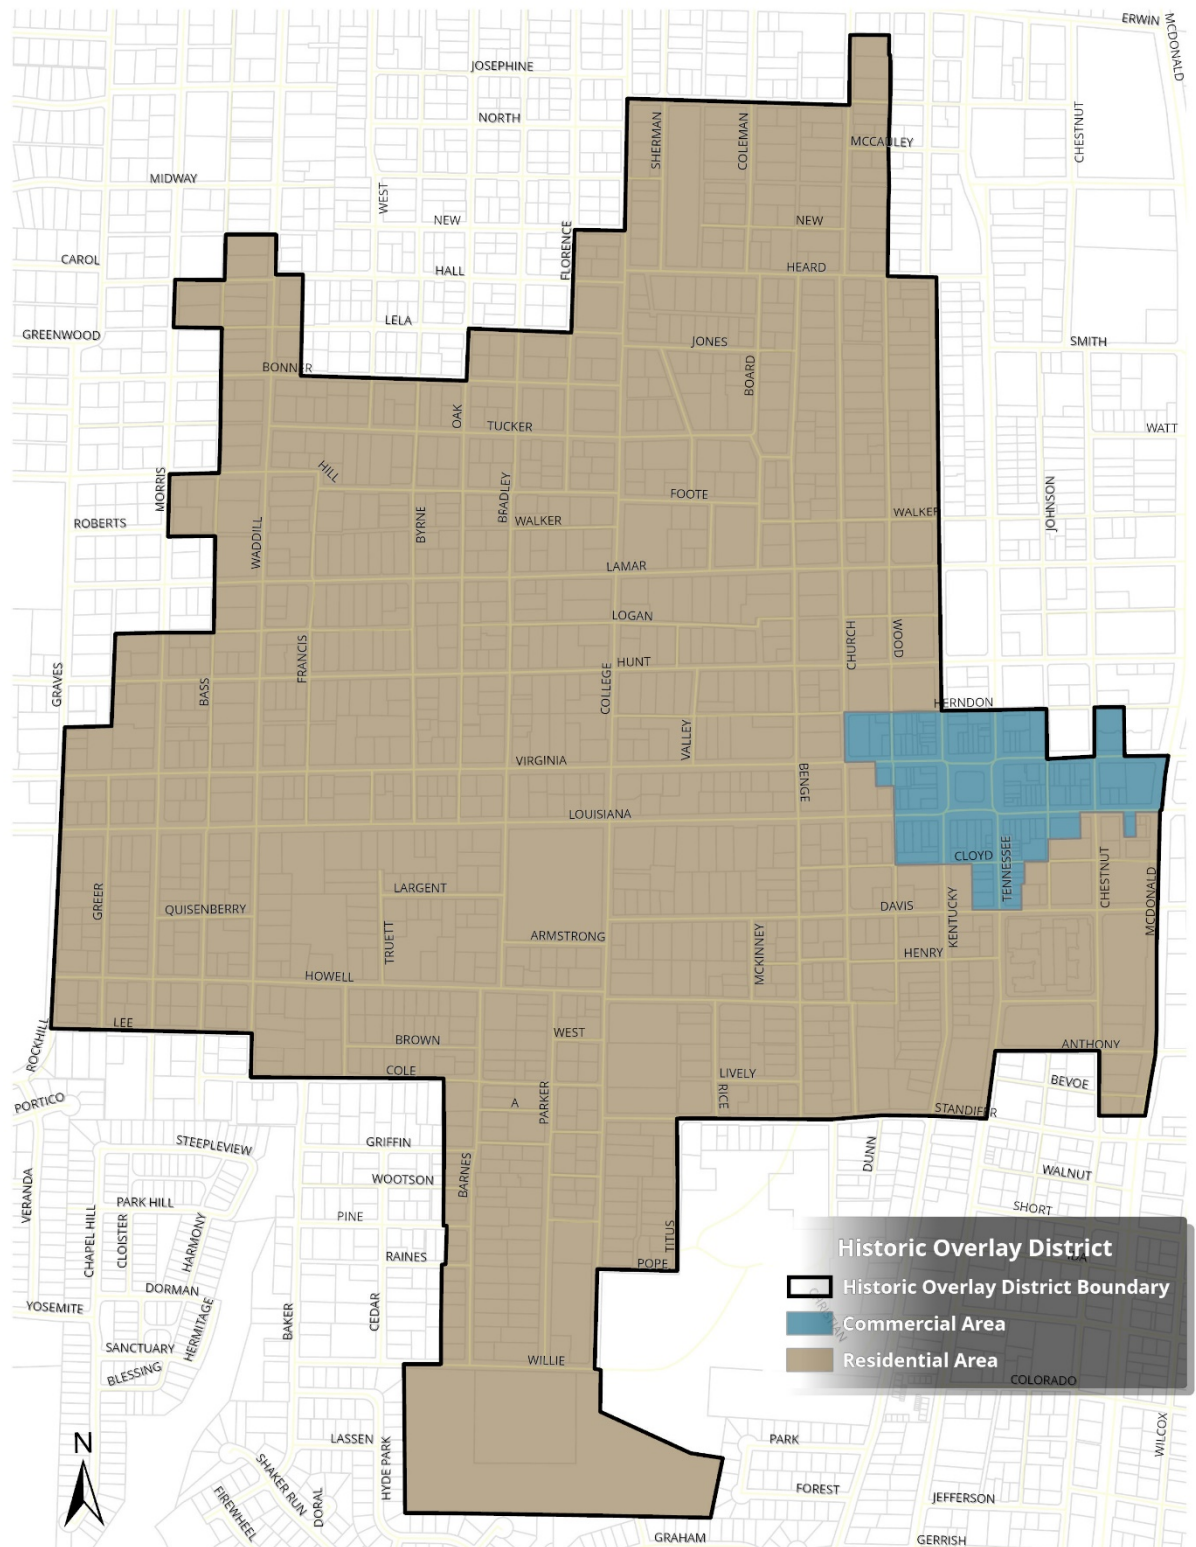 ERWIN
MCDONALD
JOSEPHINE
NORTH
SHERMAN
COLEMAN
MCCAULEY
CHESTNUT
MIDWAY
WEST
NEW
NEW
FLORENCE
CAROL
HALL
HEARD
LELA
GREENWOOD
JONES
SMITH
BONNER
BOARD
OAK
TUCKER
WATT
HILL
MORRIS
BRADLEY
FOOTE
JOHNSON
ROBERTS
WADDILL
BYRNE
WALKER
WALKER
LAMAR
LOGAN
FRANCIS
CHURCH
WOOD
GRAVES
BASS
COLLEGE
HUNT
HERNDON
VALLEY
VIRGINIA
BENGE
LOUISIANA
CLOYD
TENNESSEE
CHESTNUT
GREER
LARGENT
QUISENBERRY
DAVIS
KENTUCKY
MCDONALD
TRUETT
ARMSTRONG
MCKINNEY
HENRY
HOWELL
LEE
WEST
ROCKHILL
BROWN
ANTHONY
COLE
LIVELY
BEVOE
PORTICO
A
PARKER
RICE
STANDIFER
STEEPLEVIEW
GRIFFIN
DUNN
VERANDA
WOOTSON
BARNES
WALNUT
PARK HILL
CHAPEL HILL
CLOISTER
HARMONY
PINE
SHORT
TITUS
RAINES
POPE
IDA
Historic Overlay District
Historic Overlay District Boundary
CHRISTIAN
Commercial Area
Residential Area
DORMAN
YOSEMITE
HERMITAGE
BAKER
CEDAR
SANCTUARY
BLESSING
WILLIE
COLORADO
N
LASSEN
HYDE PARK
PARK
WILCOX
SHAKER RUN
FIREWHEEL
DORAL
FOREST
JEFFERSON
GRAHAM
GERRISH